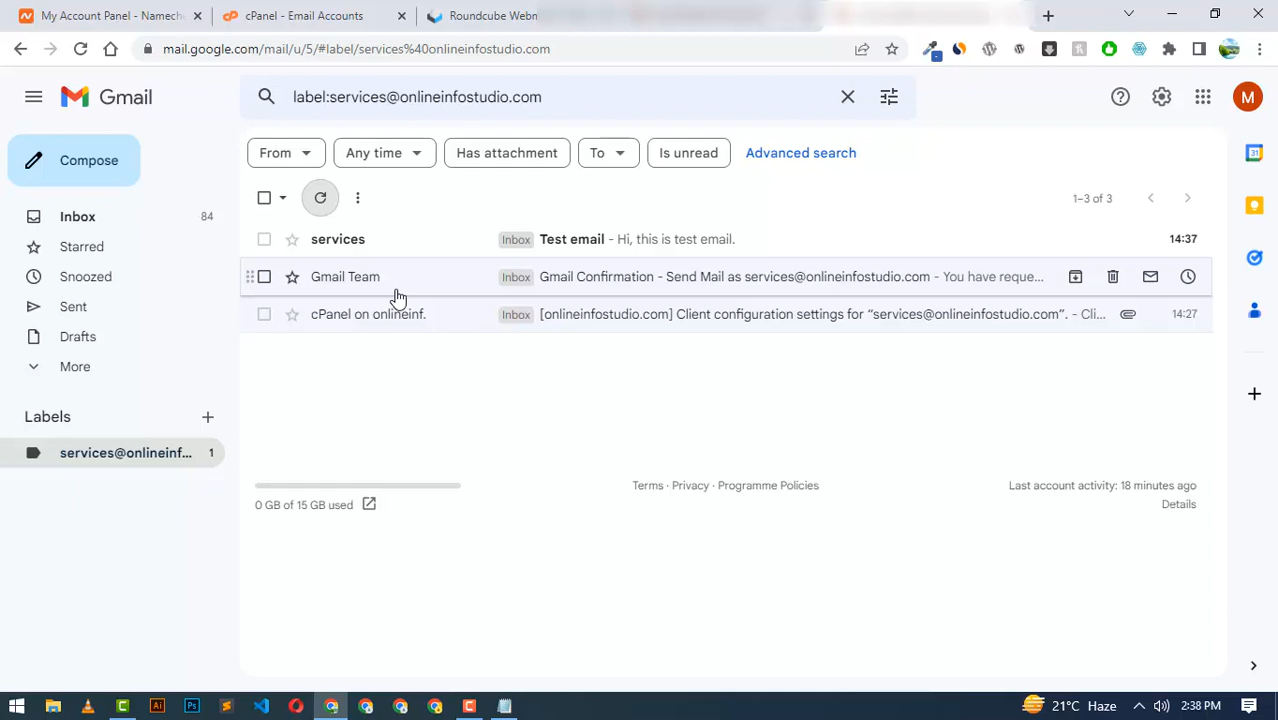 My Account Panel - Namech
cPanel - Email Accounts
Roundcube Webm
mail.google.com/mail/u/5/#label/services%40onlineinfostudio.com
Gmail
label:services@onlineinfostudio.com
M
Compose
From
Any time
Has attachment
To
Is unread
Advanced search
1–3 of 3
Inbox 84
Starred
Snoozed
Sent
Drafts
More
Labels
services@onlineinf... 1
services Inbox Test email - Hi, this is test email. 14:37
Gmail Team Inbox Gmail Confirmation - Send Mail as services@onlineinfostudio.com - You have reque...
cPanel on onlineinf. Inbox [onlineinfostudio.com] Client configuration settings for “services@onlineinfostudio.com”. - Cli... 14:27
0 GB of 15 GB used
Terms · Privacy · Programme Policies
Last account activity: 18 minutes ago
Details
21°C Haze
2:38 PM